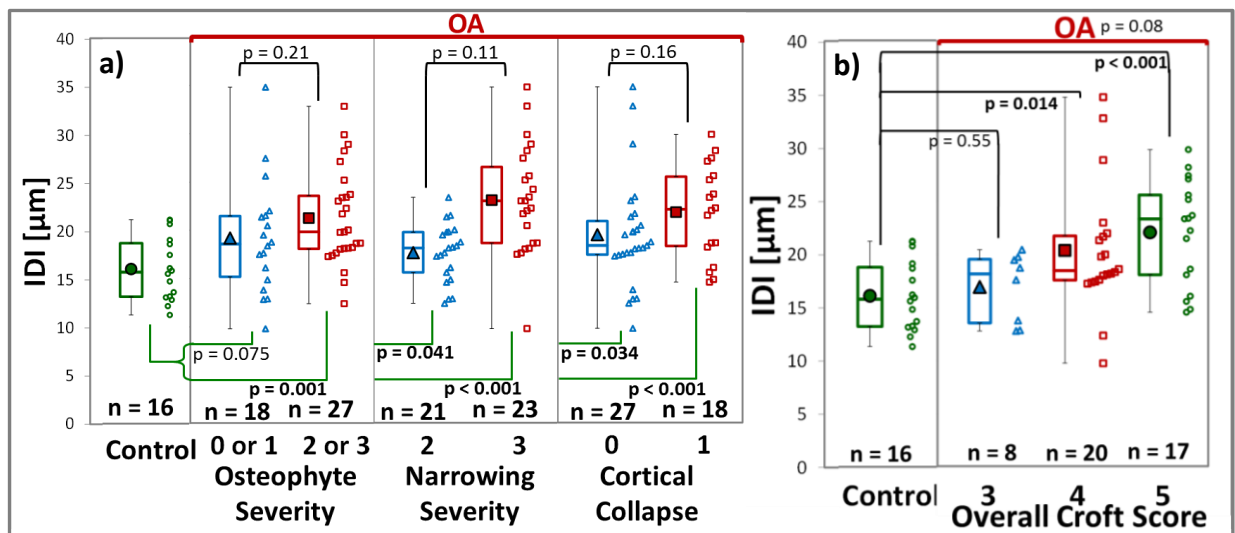 OA
a)
p = 0.21
p = 0.11
p = 0.16
40
35
30
25
20
15
10
5
0
IDI [µm]
p = 0.075
p = 0.041
p = 0.034
p = 0.001
p < 0.001
p < 0.001
n = 16
n = 18
n = 27
n = 21
n = 23
n = 27
n = 18
Control
0 or 1
2 or 3
2
3
0
1
Osteophyte
Severity
Narrowing
Severity
Cortical
Collapse
OA
p = 0.08
b)
p < 0.001
p = 0.014
p = 0.55
40
35
30
25
20
15
10
5
0
IDI [µm]
n = 16
n = 8
n = 20
n = 17
Control
3
4
5
Overall Croft Score